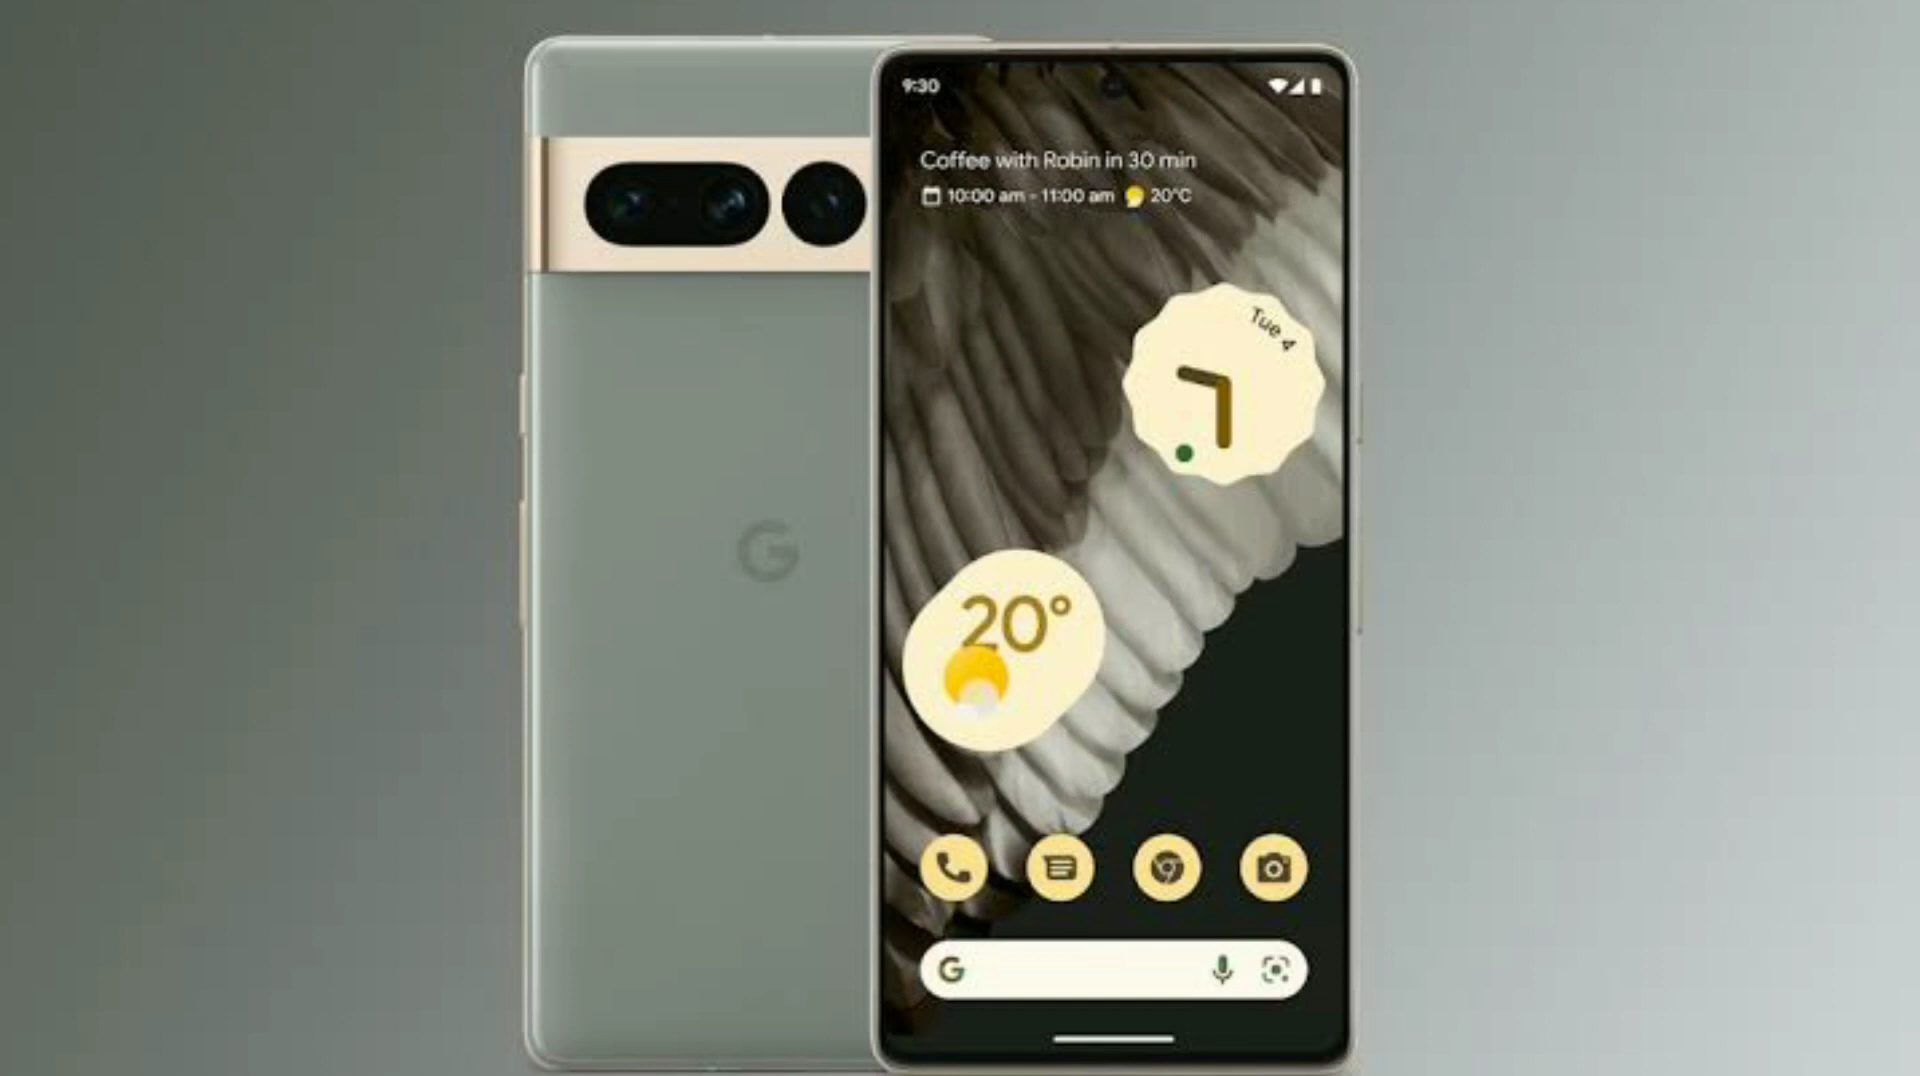 9:30
Coffee with Robin in 30 min
10:00 am - 11:00 am 20°C
Tue 4
20°
G
G